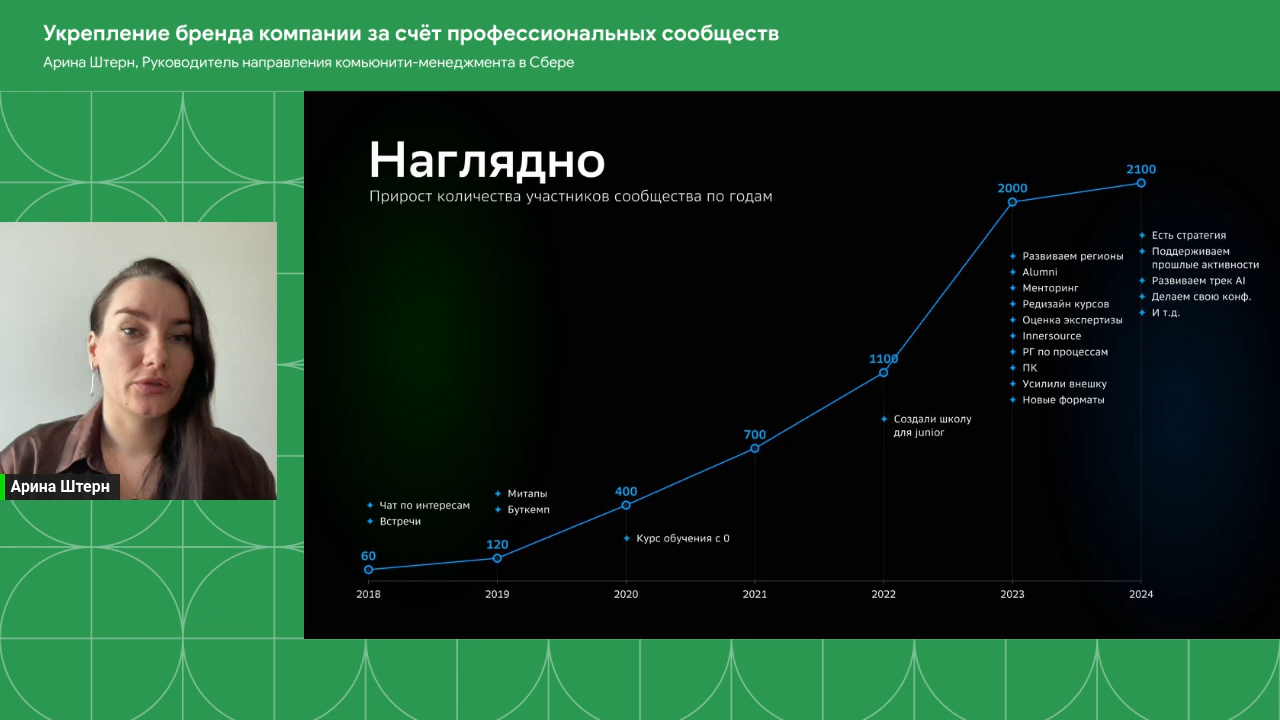 Укрепление бренда компании за счёт профессиональных сообществ
Арина Штерн, Руководитель направления комьюнити-менеджмента в Сбере
Наглядно
Прирост количества участников сообщества по годам
Арина Штерн
60
Чат по интересам
Встречи
120
Митапы
Буткемп
400
Курс обучения с 0
700
1100
Создали школу
для junior
2000
Развиваем регионы
Alumni
Менторинг
Редизайн курсов
Оценка экспертизы
Innersource
РГ по процессам
ПК
Усилили внешку
Новые форматы
2100
Есть стратегия
Поддерживаем
прошлые активности
Развиваем трек AI
Делаем свою конф.
И т.д.
2018 2019 2020 2021 2022 2023 2024